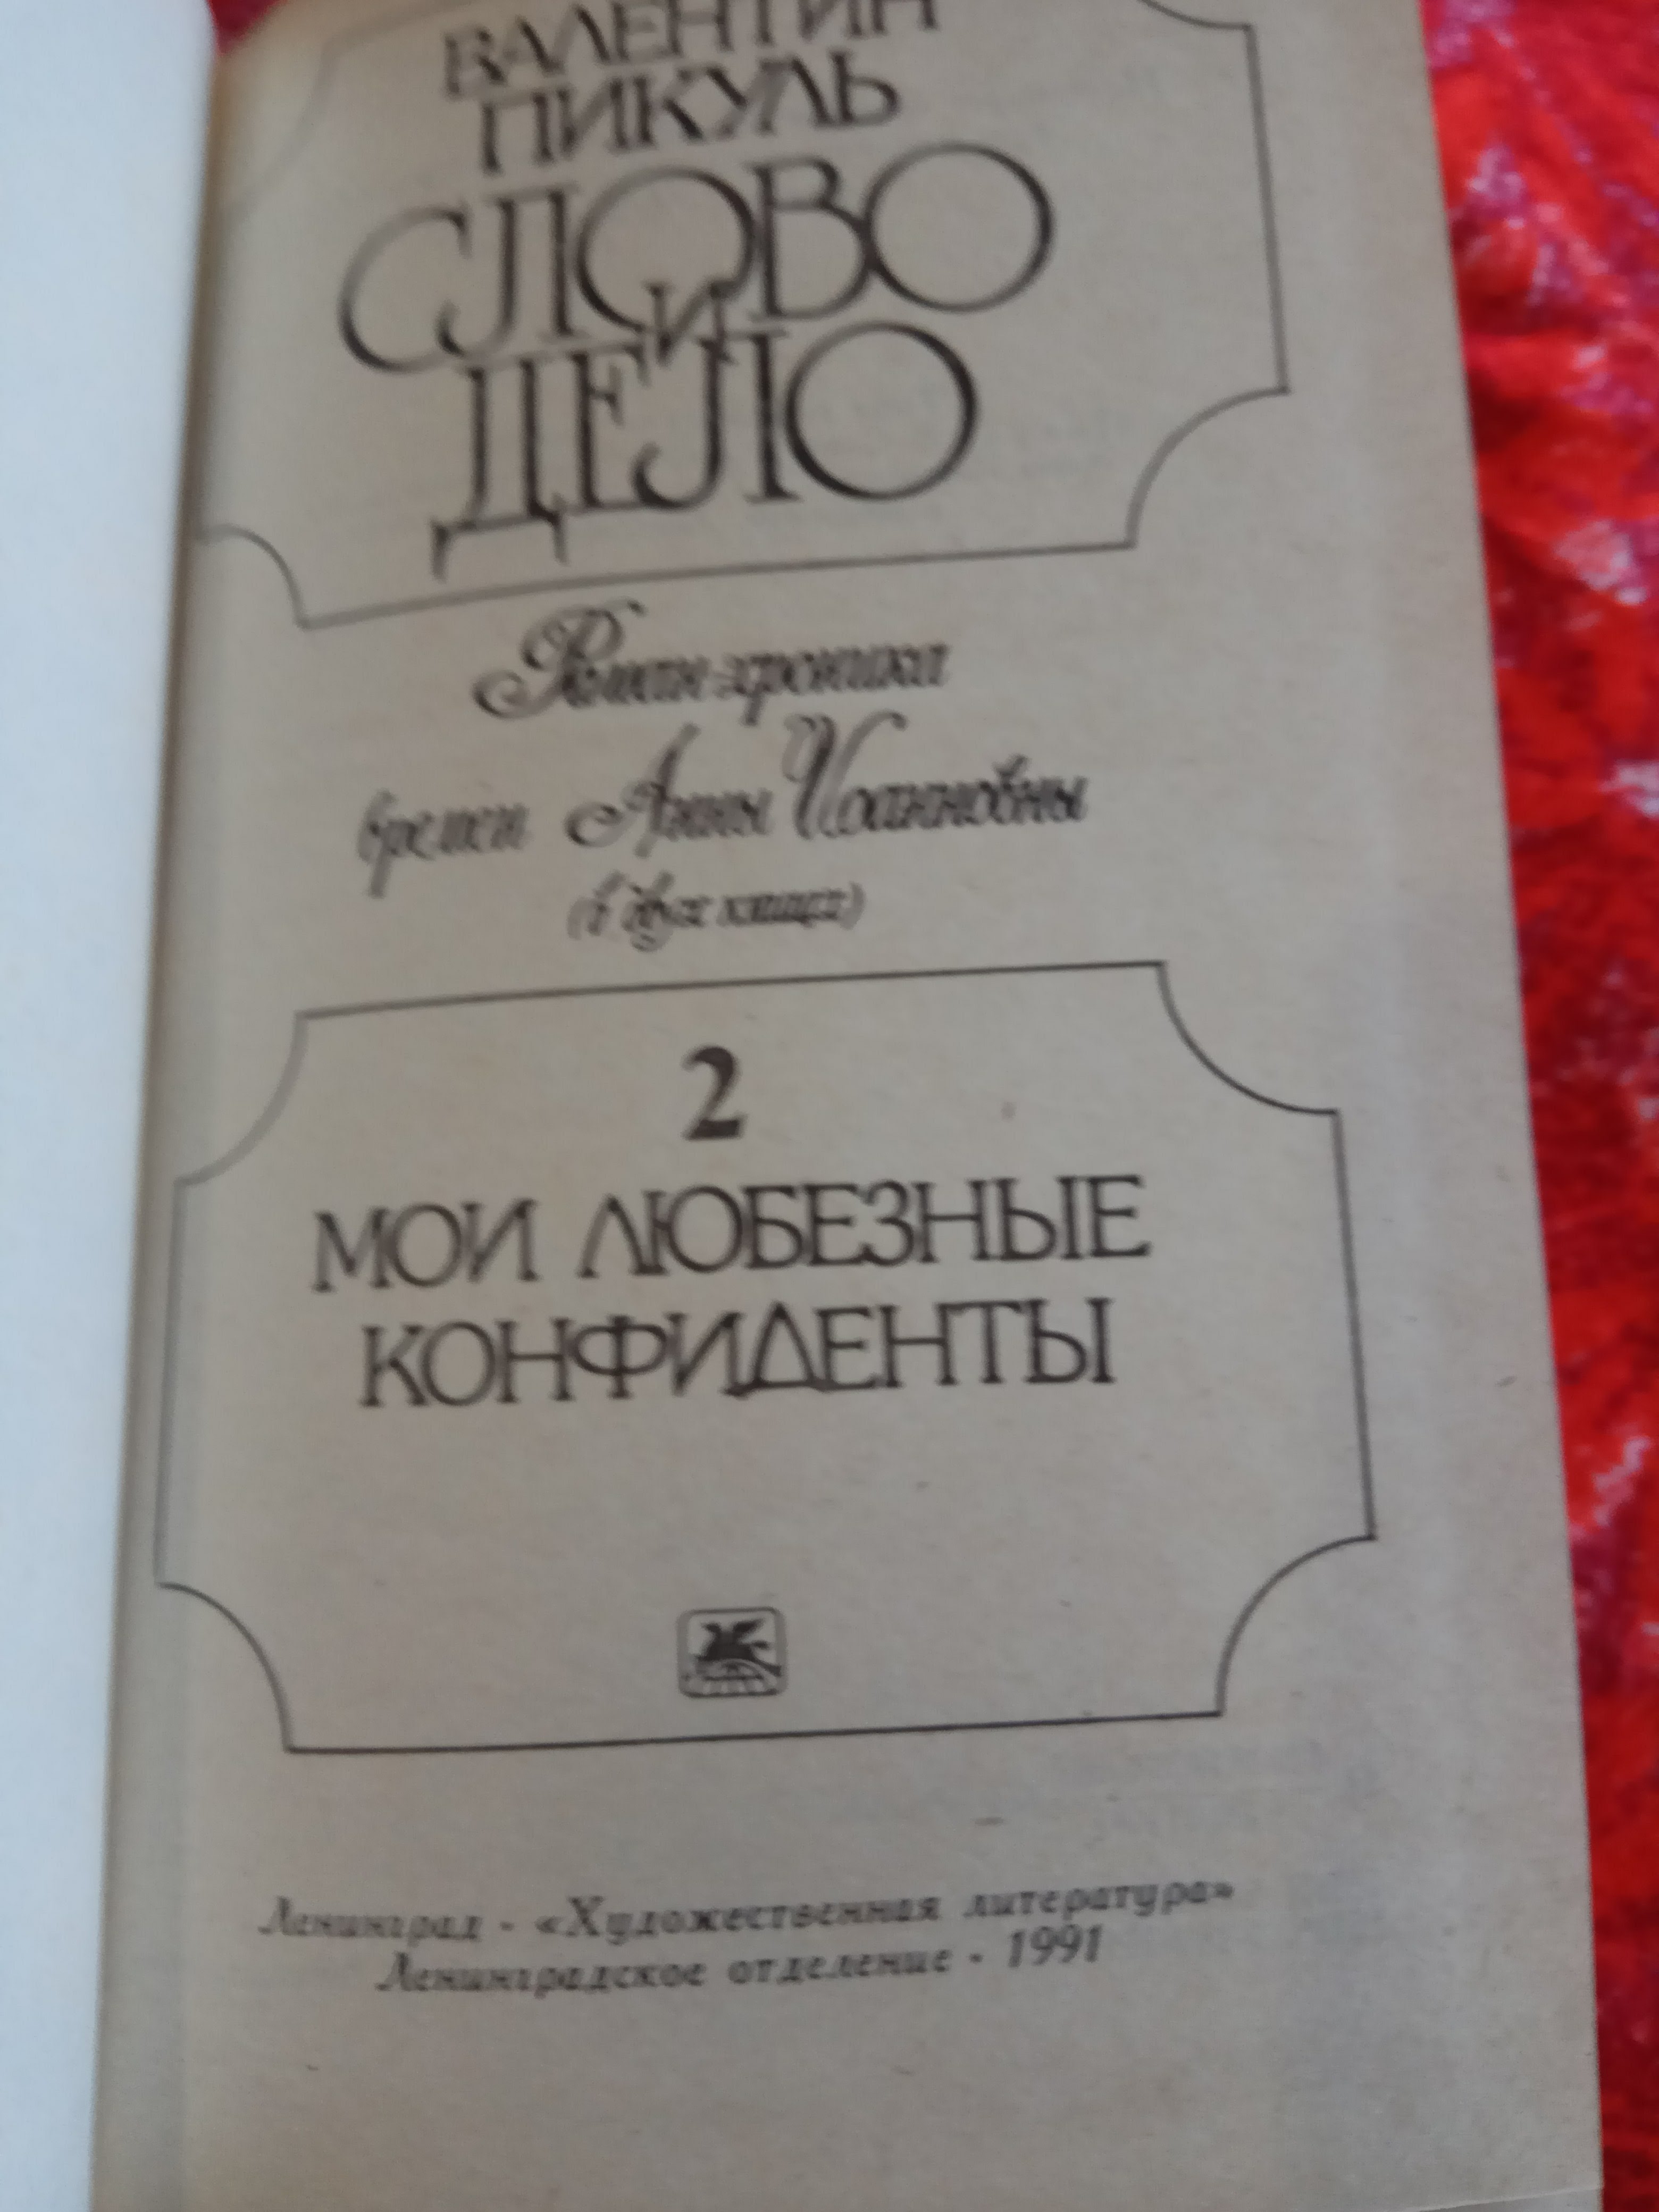 ВАЛЕНТИН
ПИКУЛЬ
СЛОВО
И
ДЕЛО
Роман-хроника
времен Анны Иоанновны
(в двух книгах)
2
МОИ ЛЮБЕЗНЫЕ
КОНФИДЕНТЫ
Ленинград · «Художественная литература»
Ленинградское отделение · 1991